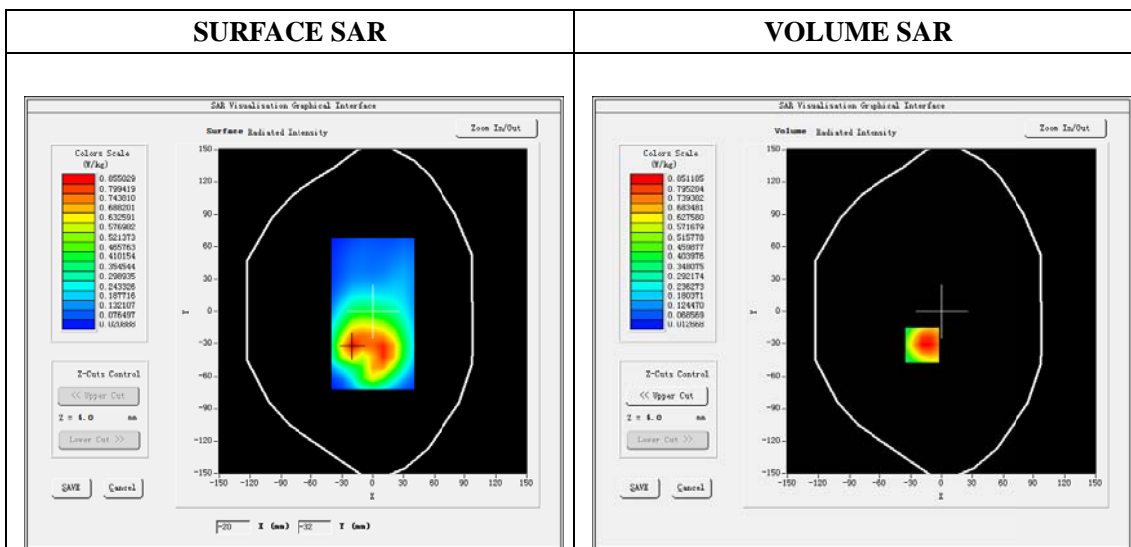 SURFACE SAR
VOLUME SAR
SAR Visualisation Graphical Interface
Surface Radiated Intensity
Zoom In/Out
Colors Scale
(W/kg)
0.855029
0.799419
0.743810
0.688201
0.632591
0.576982
0.521373
0.465763
0.410154
0.354544
0.298935
0.243326
0.187716
0.132107
0.076497
0.020888
Z-Cuts Control
<< Upper Cut
Z = 4.0 mm
Lower Cut >>
SAVE
Cancel
150
120
90
60
30
0
-30
-60
-90
-120
-150
Y
-150 -120 -90 -60 -30 0 30 60 90 120 150
X
-20 X (mm) -32 Y (mm)
SAR Visualisation Graphical Interface
Volume Radiated Intensity
Zoom In/Out
Colors Scale
(W/kg)
0.851185
0.795284
0.739382
0.683481
0.627580
0.571679
0.515778
0.459877
0.403976
0.348075
0.292174
0.236273
0.180371
0.124470
0.068569
0.012668
Z-Cuts Control
<< Upper Cut
Z = 4.0 mm
Lower Cut >>
SAVE
Cancel
150
120
90
60
30
0
-30
-60
-90
-120
-150
Y
-150 -120 -90 -60 -30 0 30 60 90 120 150
X